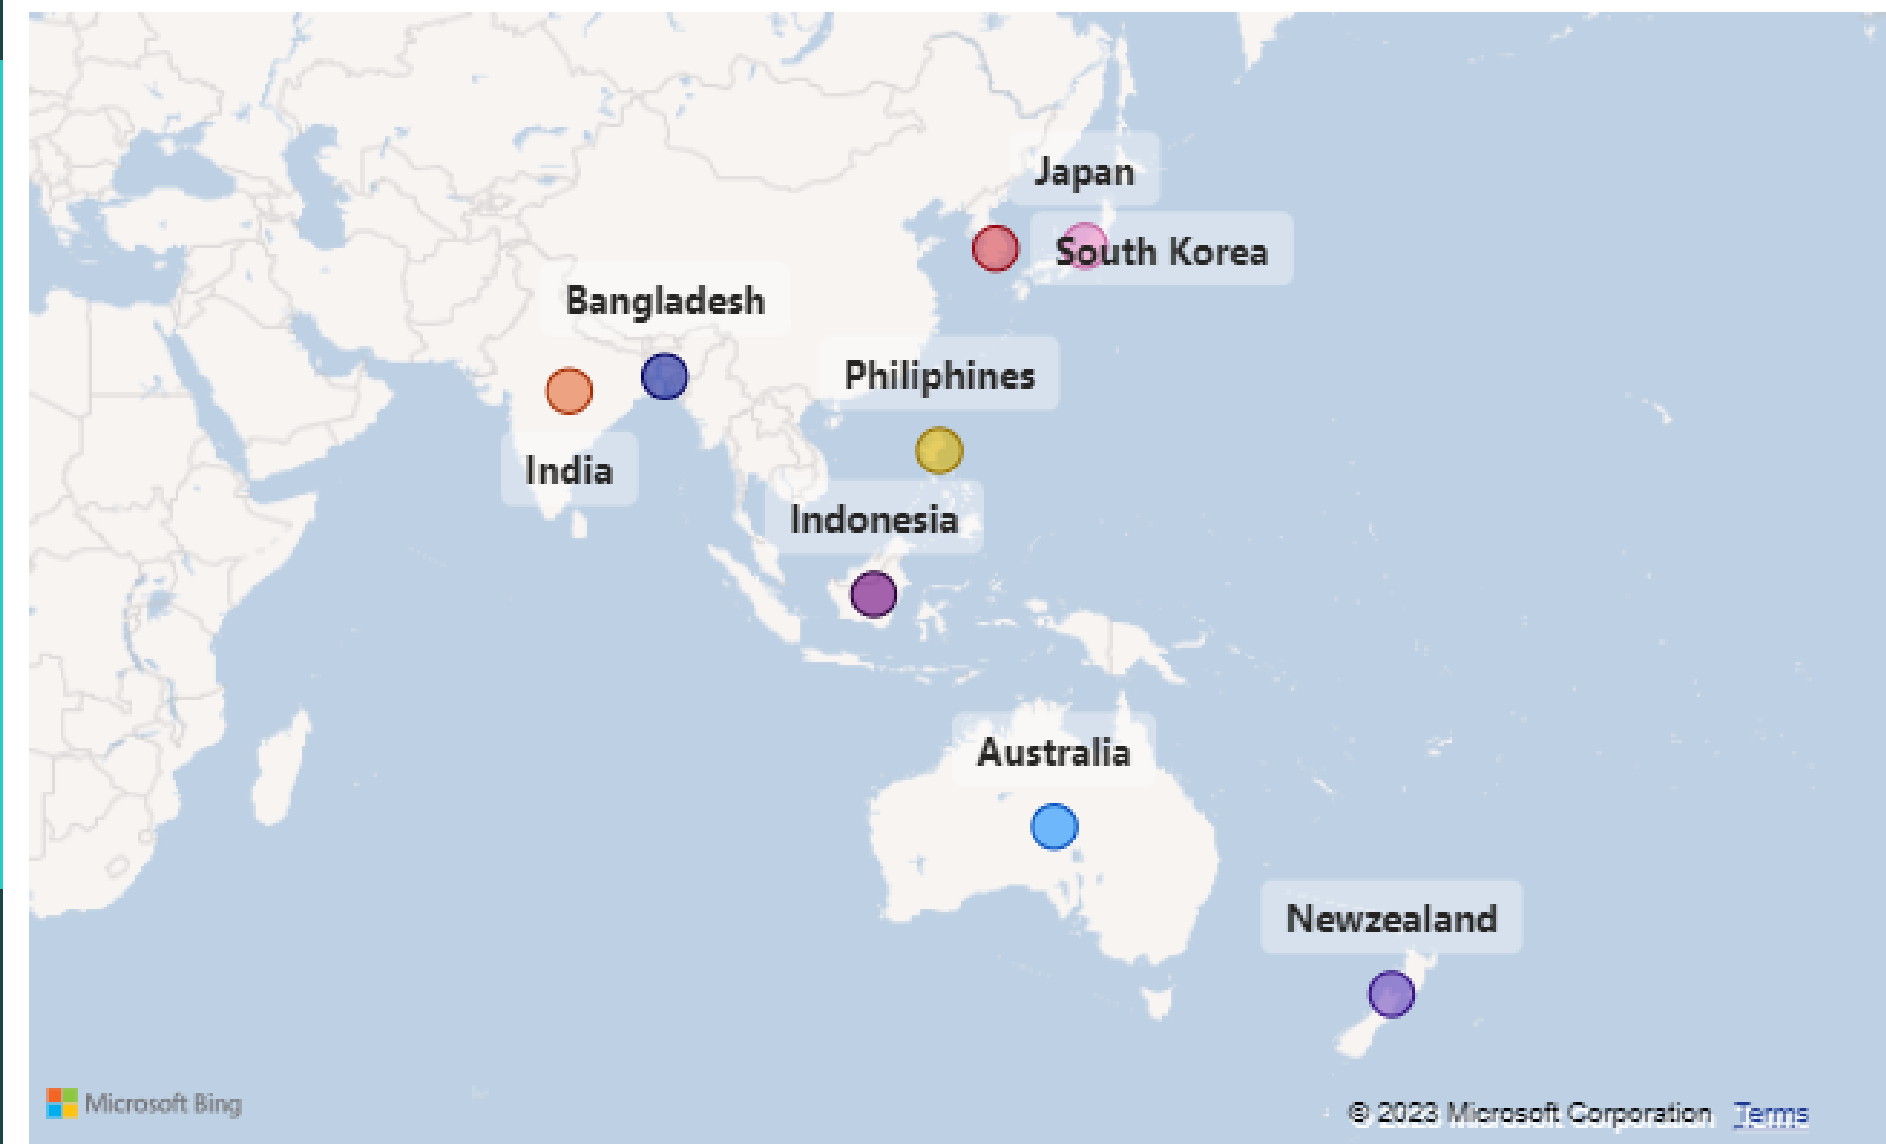 Japan
South Korea
Bangladesh
Philiphines
India
Indonesia
Australia
Newzealand
Microsoft Bing
© 2023 Microsoft Corporation Terms